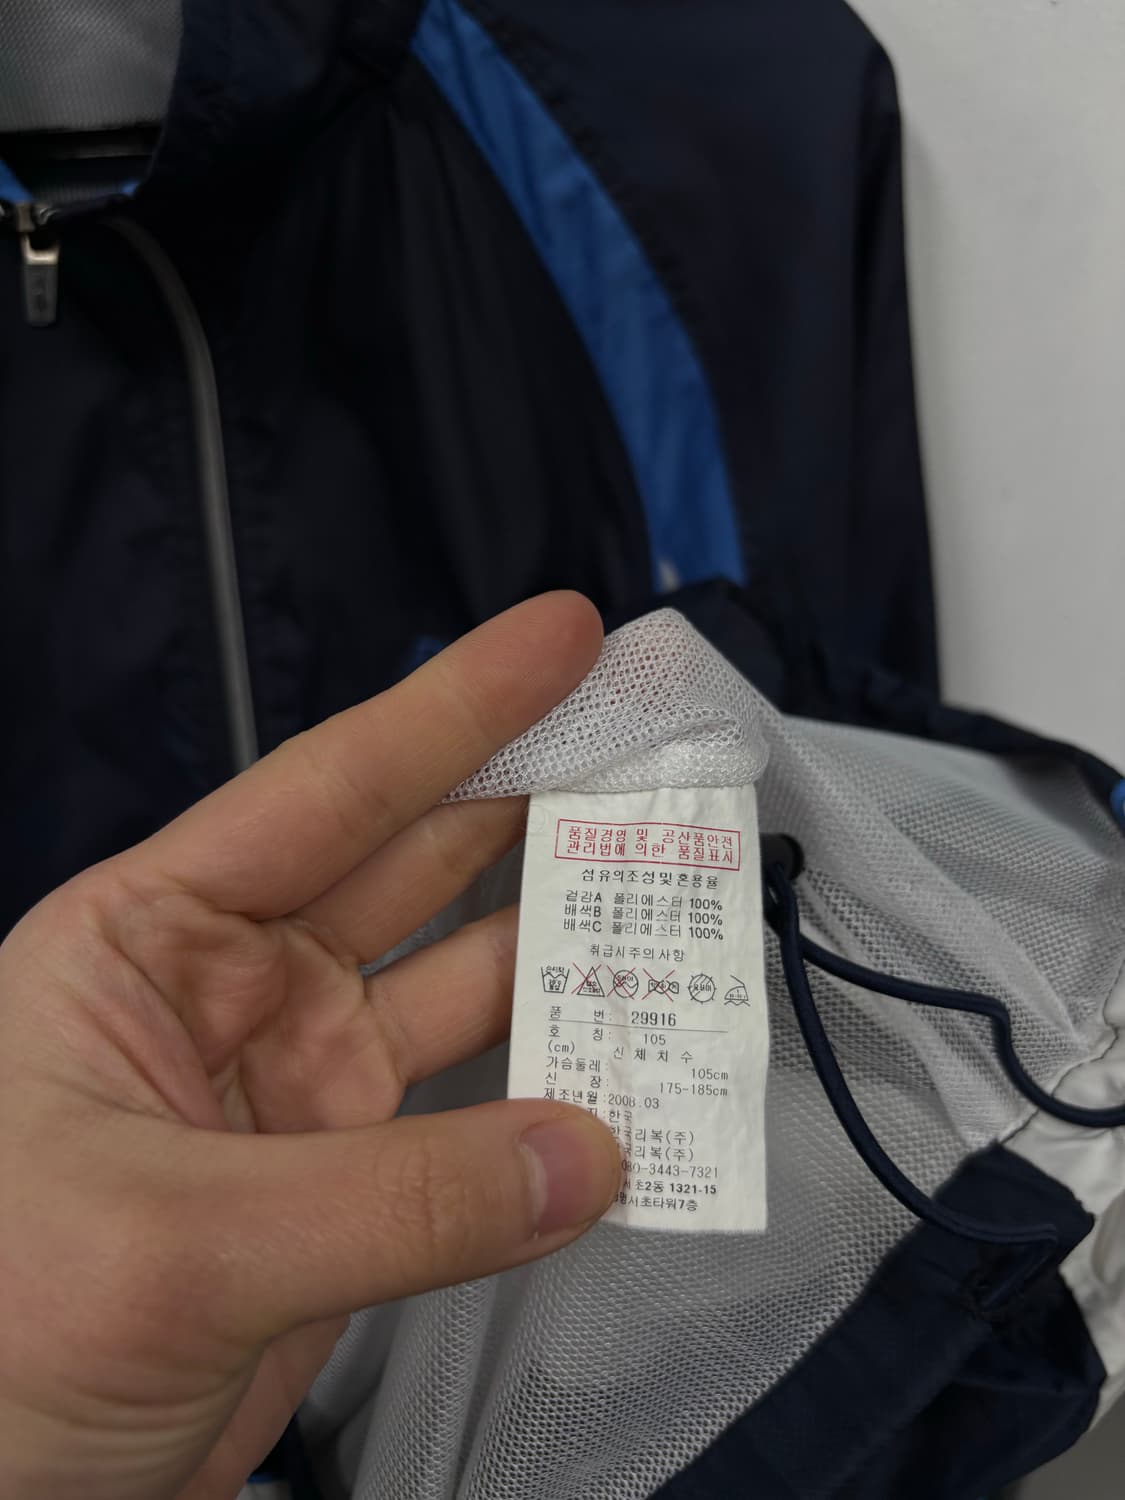 품질경영 및 공산품안전
관리법에 의한 품질표시
섬유의조성및혼용율
겉감A 폴리에스터 100%
배색B 폴리에스터 100%
배색C 폴리에스터 100%
취급시주의사항
품 번: 29916
호 칭: 105
(cm) 신체치수
가슴둘레: 105cm
신 장: 175-185cm
제조년월:2008.03
한국
리복(주)
리복(주)
080-3443-7321
서초2동 1321-15
서초타워7층